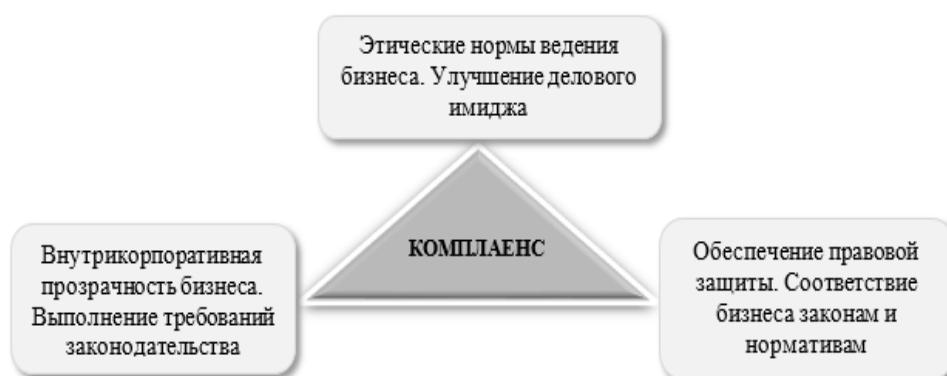 Этические нормы ведения
бизнеса. Улучшение делового
имиджа
КОМПЛАЕНС
Внутрикорпоративная
прозрачность бизнеса.
Выполнение требований
законодательства
Обеспечение правовой
защиты. Соответствие
бизнеса законам и
нормативам